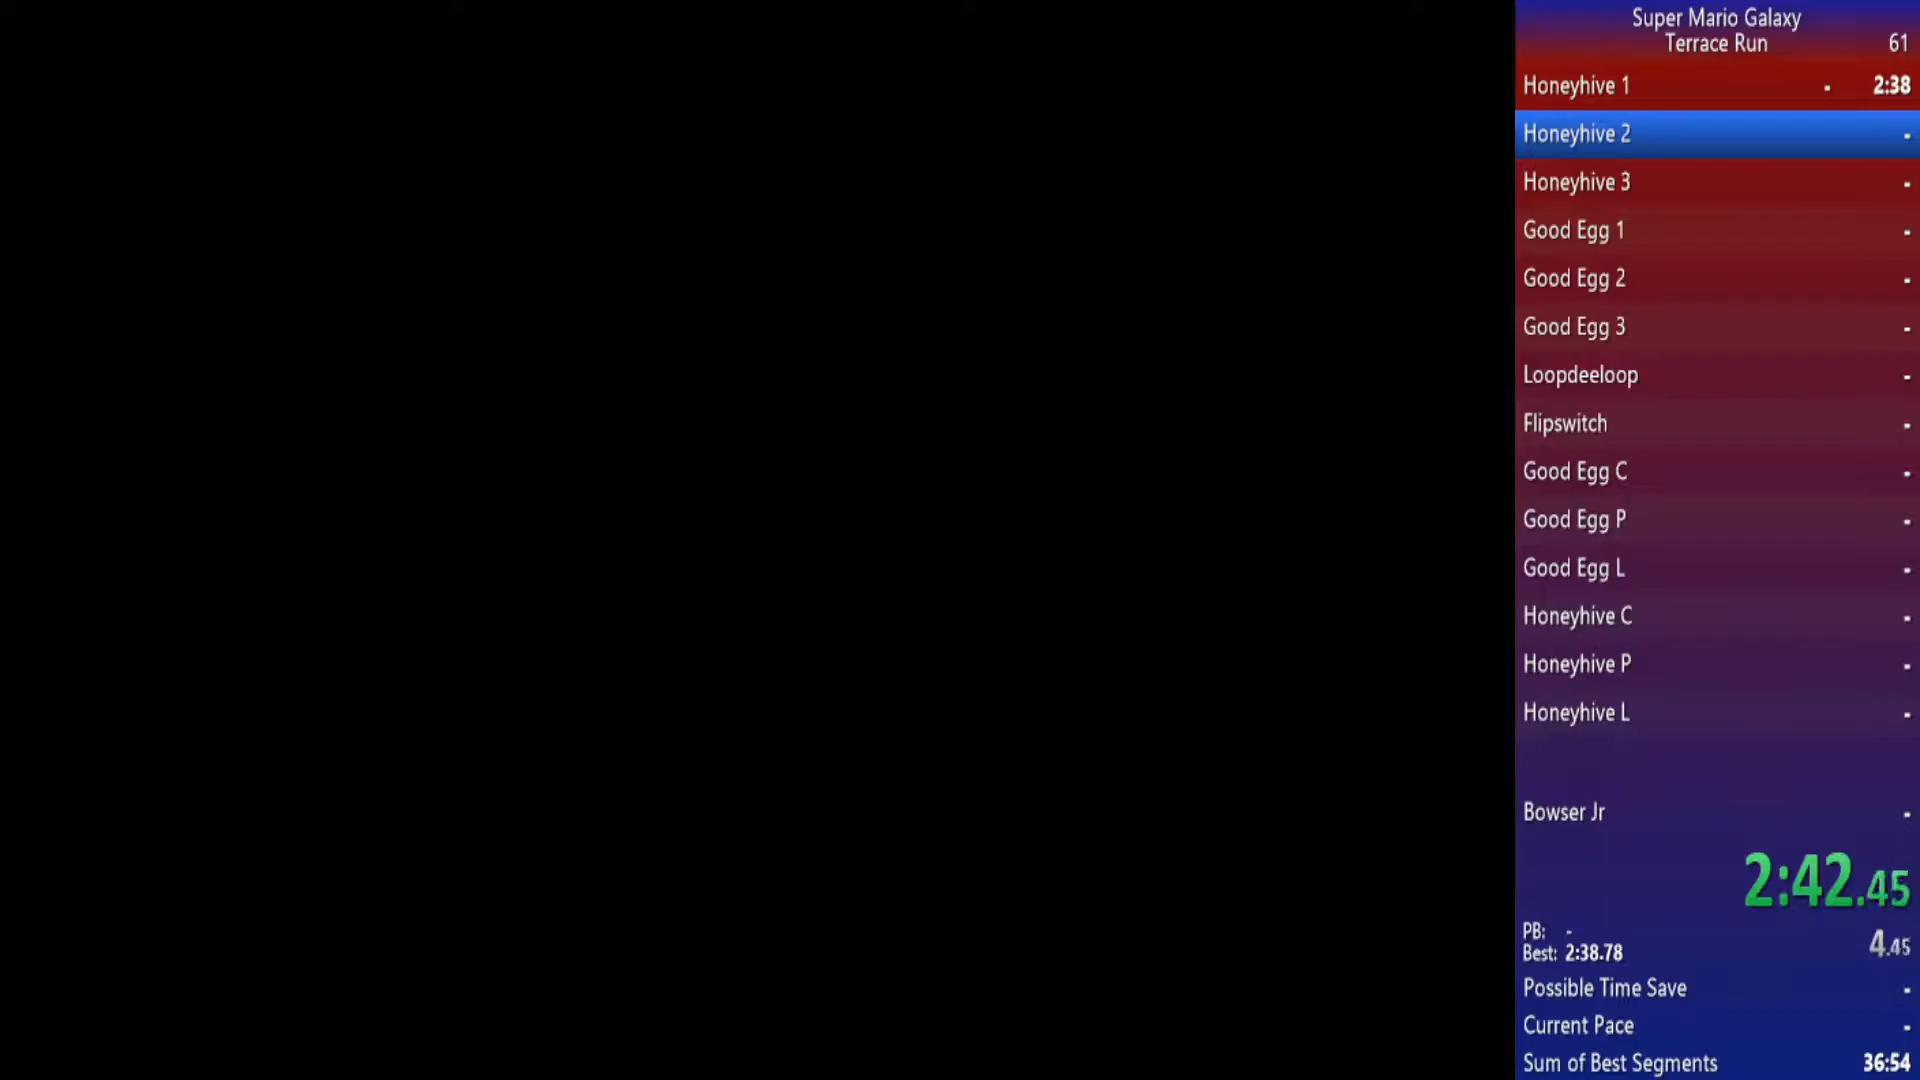 Super Mario Galaxy
Terrace Run 61
Honeyhive 1 - 2:38
Honeyhive 2 -
Honeyhive 3 -
Good Egg 1 -
Good Egg 2 -
Good Egg 3 -
Loopdeeloop -
Flipswitch -
Good Egg C -
Good Egg P -
Good Egg L -
Honeyhive C -
Honeyhive P -
Honeyhive L -
Bowser Jr -
2:42.45
PB: -
4.45
Best: 2:38.78
Possible Time Save -
Current Pace -
Sum of Best Segments 36:54